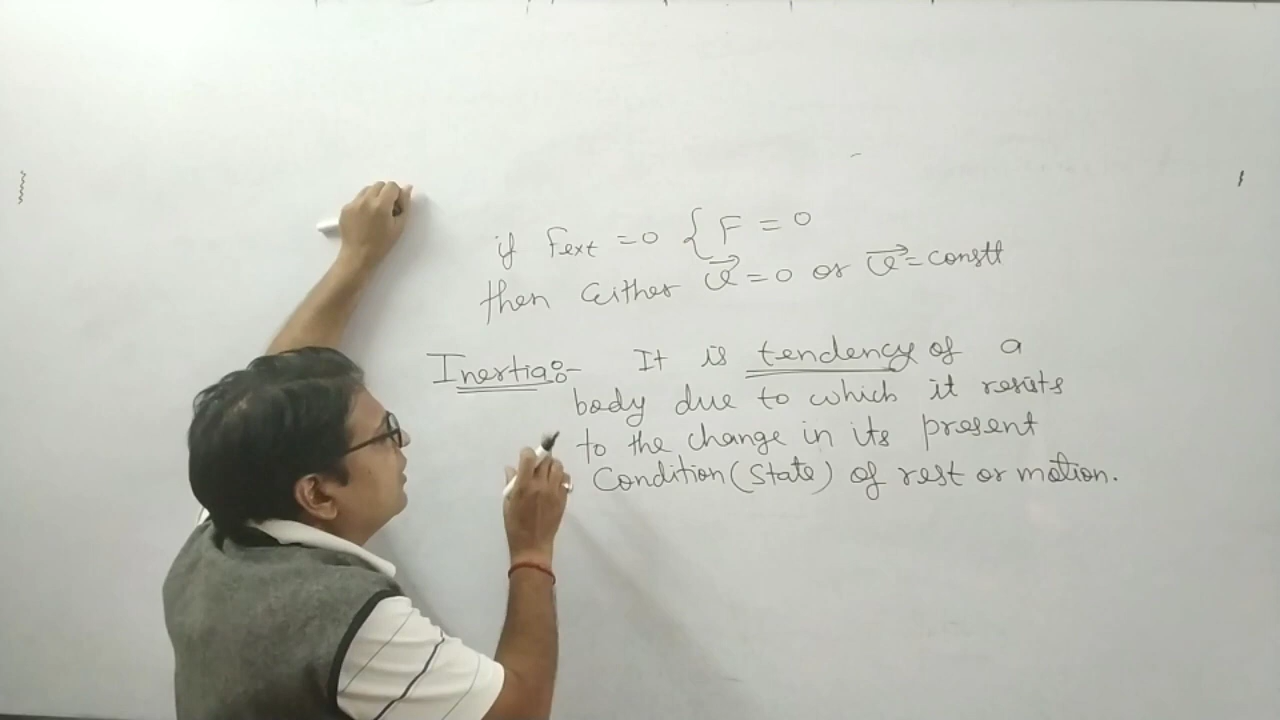 if Fext = 0 { F = 0
then either v⃗ = 0 or v⃗ = constt
Inertia:- It is tendency of a
body due to which it resists
to the change in its present
Condition (State) of rest or motion.